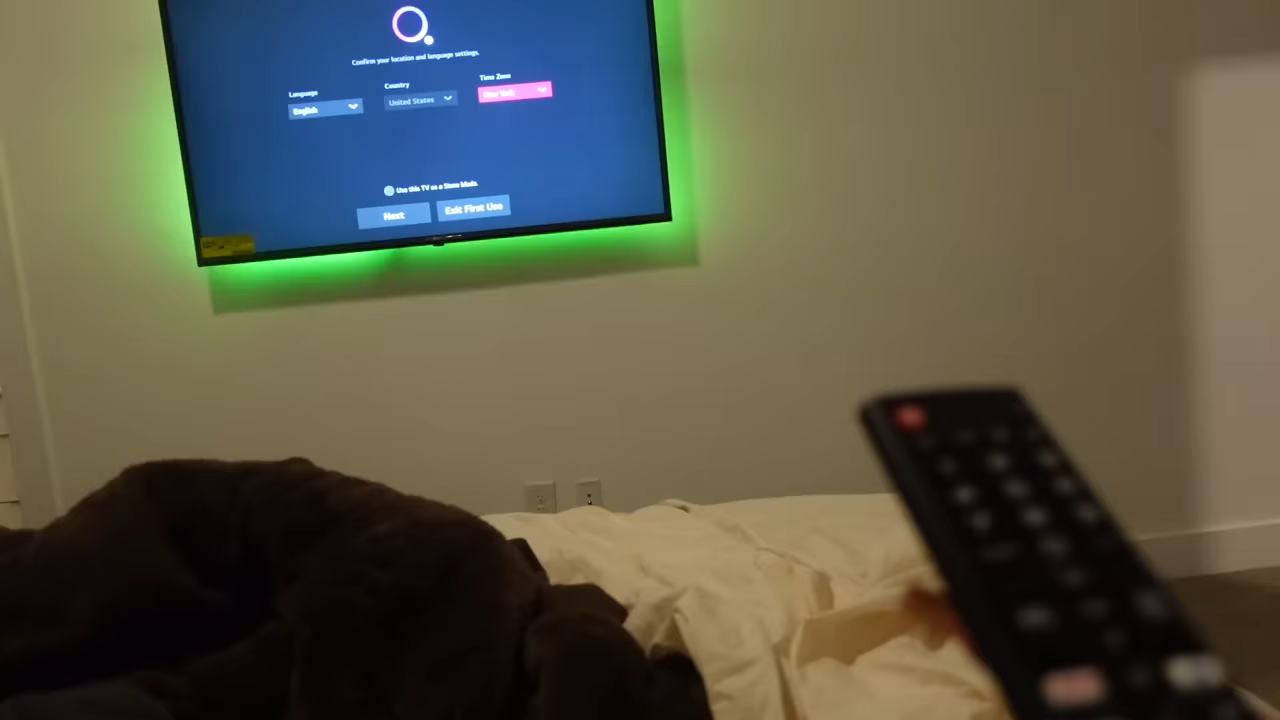 Confirm your location and language settings.
Language
Country
Time Zone
English
United States
New York
Use this TV as a Store Mode.
Next
Exit First Use